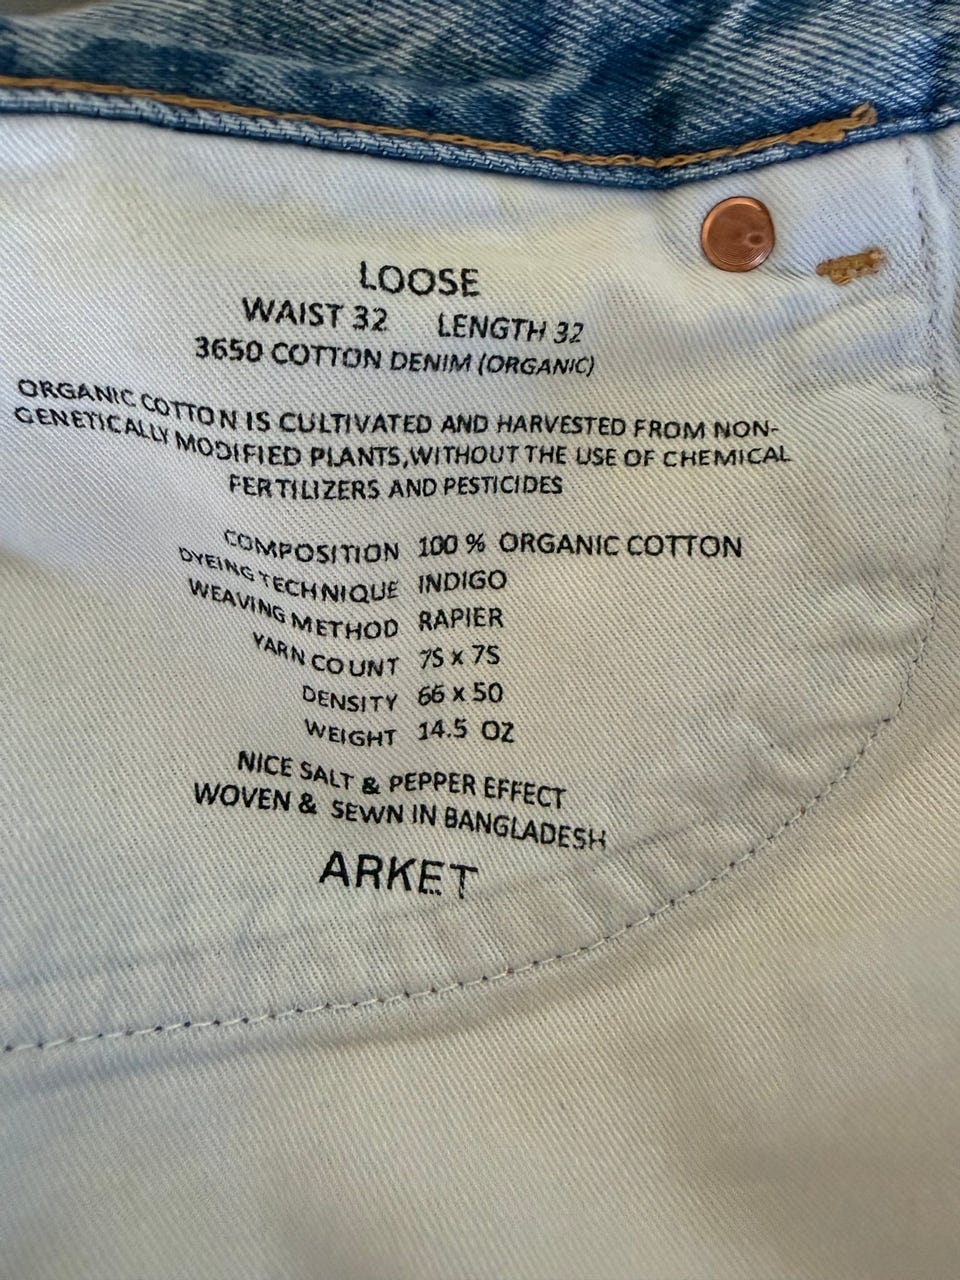 LOOSE
WAIST 32 LENGTH 32
3650 COTTON DENIM (ORGANIC)
ORGANIC COTTON IS CULTIVATED AND HARVESTED FROM NON-
GENETICALLY MODIFIED PLANTS,WITHOUT THE USE OF CHEMICAL
FERTILIZERS AND PESTICIDES
COMPOSITION 100 % ORGANIC COTTON
DYEING TECHNIQUE INDIGO
WEAVING METHOD RAPIER
YARN COUNT 7S x 7S
DENSITY 66 x 50
WEIGHT 14.5 OZ
NICE SALT & PEPPER EFFECT
WOVEN & SEWN IN BANGLADESH
ARKET